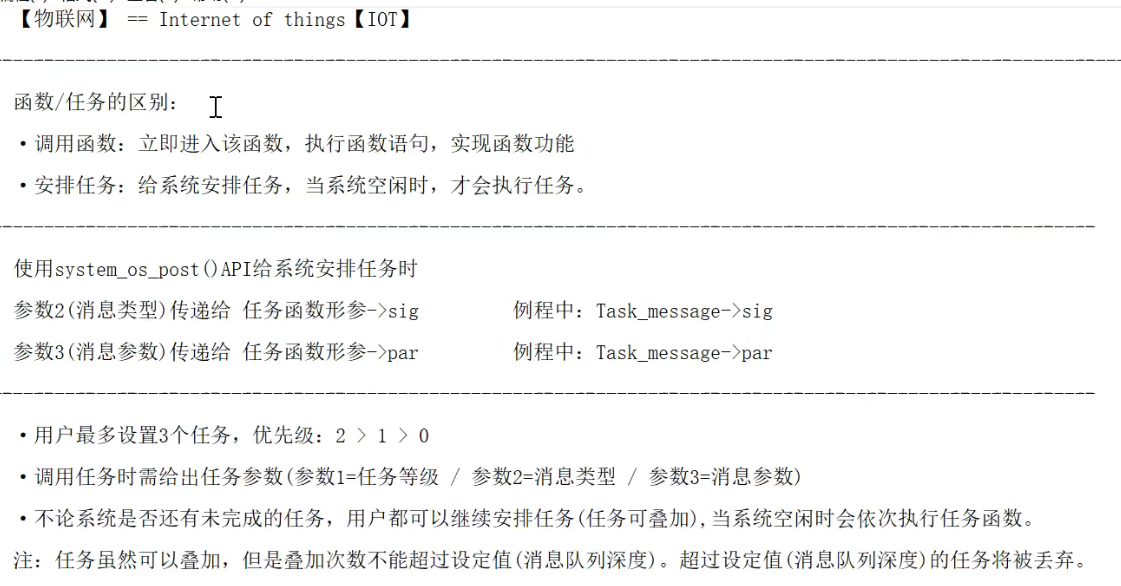 【物联网】 == Internet of things【IOT】
函数/任务的区别：
·调用函数：立即进入该函数，执行函数语句，实现函数功能
·安排任务：给系统安排任务，当系统空闲时，才会执行任务。
使用system_os_post()API给系统安排任务时
参数2(消息类型)传递给 任务函数形参->sig 例程中：Task_message->sig
参数3(消息参数)传递给 任务函数形参->par 例程中：Task_message->par
·用户最多设置3个任务，优先级：2 > 1 > 0
·调用任务时需给出任务参数(参数1=任务等级 / 参数2=消息类型 / 参数3=消息参数)
·不论系统是否还有未完成的任务，用户都可以继续安排任务(任务可叠加),当系统空闲时会依次执行任务函数。
注：任务虽然可以叠加，但是叠加次数不能超过设定值(消息队列深度)。超过设定值(消息队列深度)的任务将被丢弃。